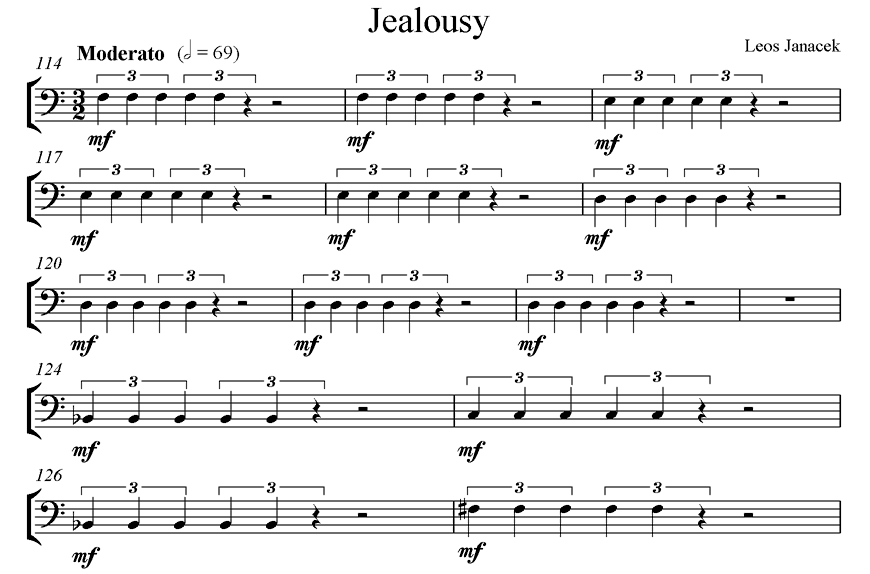 Jealousy
Moderato (𝅗𝅥 = 69)
Leos Janacek
114
3 3 3 3 3 3
3
2
mf mf mf
117
3 3 3 3 3 3
mf mf mf
120
3 3 3 3 3 3
mf mf mf
124
3 3 3 3
mf mf
126
3 3 3 3
mf mf